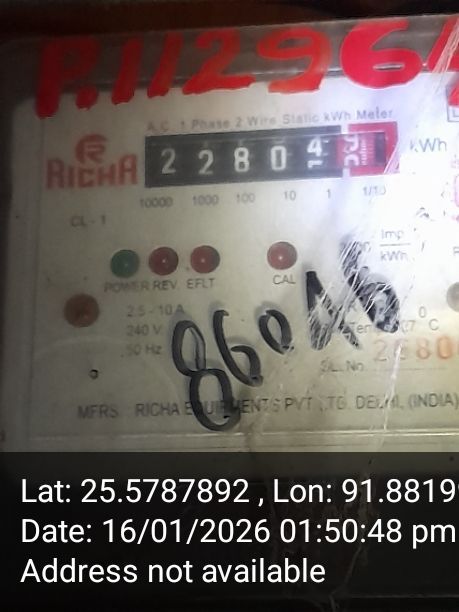 P.11296
A.C. 1 Phase 2 Wire Static kWh Meter
RICHA
2 2 8 0
kWh
10000 1000 100 10 1 1/10
CL - 1
Imp
kWh
POWER REV. EFLT CAL
2.5 - 10 A
240 V
50 Hz
860
SL. No.
MFRS. RICHA EQUIPMENTS PVT. LTD. DELHI, (INDIA)
Lat: 25.5787892 , Lon: 91.8819
Date: 16/01/2026 01:50:48 pm
Address not available